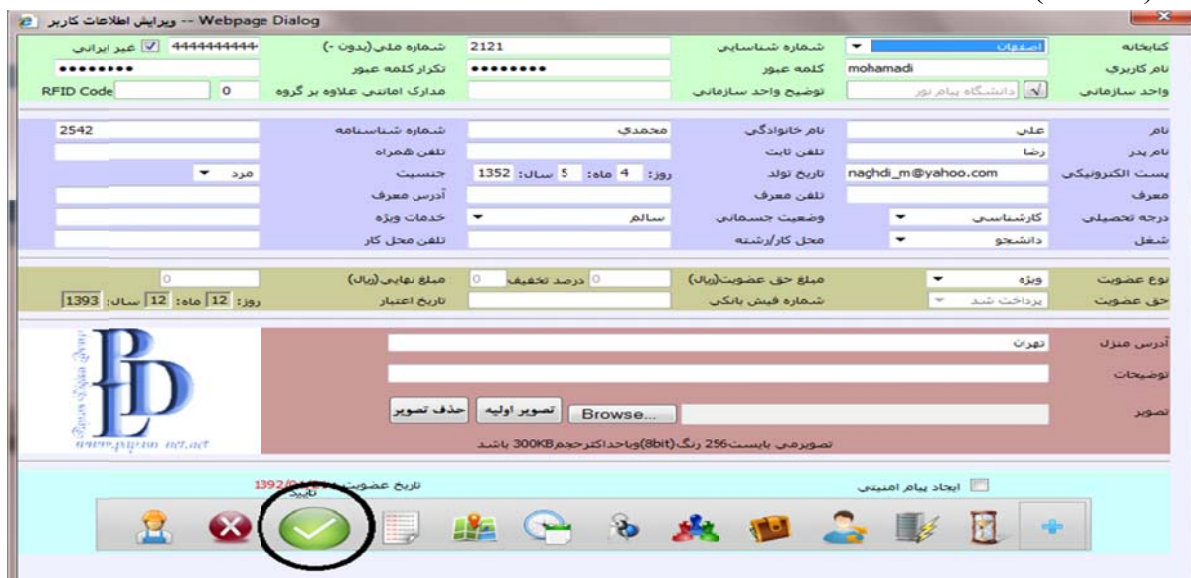 ویرایش اطلاعات کاربر -- Webpage Dialog
کتابخانه اصفهان شماره شناسایی 2121 شماره ملی(بدون -) 4444444444 غیر ایرانی
نام کاربری mohamadi کلمه عبور •••••••• تکرار کلمه عبور ••••••••
واحد سازمانی دانشگاه پیام نور توضیح واحد سازمانی مدارک امانتی علاوه بر گروه 0 RFID Code
نام علی نام خانوادگی محمدی شماره شناسنامه 2542
نام پدر رضا تلفن ثابت تلفن همراه
پست الکترونیکی naghdi_m@yahoo.com تاریخ تولد روز: 4 ماه: 5 سال: 1352 جنسیت مرد
معرف تلفن معرف آدرس معرف
درجه تحصیلی کارشناسی وضعیت جسمانی سالم خدمات ویژه
شغل دانشجو محل کار/رشته تلفن محل کار
نوع عضویت ویژه مبلغ حق عضویت(ریال) 0 درصد تخفیف 0 مبلغ نهایی(ریال) 0
حق عضویت پرداخت شد شماره فیش بانکی تاریخ اعتبار روز: 12 ماه: 12 سال: 1393
آدرس منزل تهران
توضیحات
تصویر Browse... تصویر اولیه حذف تصویر
تصویرمی بایست256 رنگ(8bit)وباحداکثرحجم300KB باشد
PDL
ایجاد پیام امنیتی تاریخ عضویت 1392/
تایید